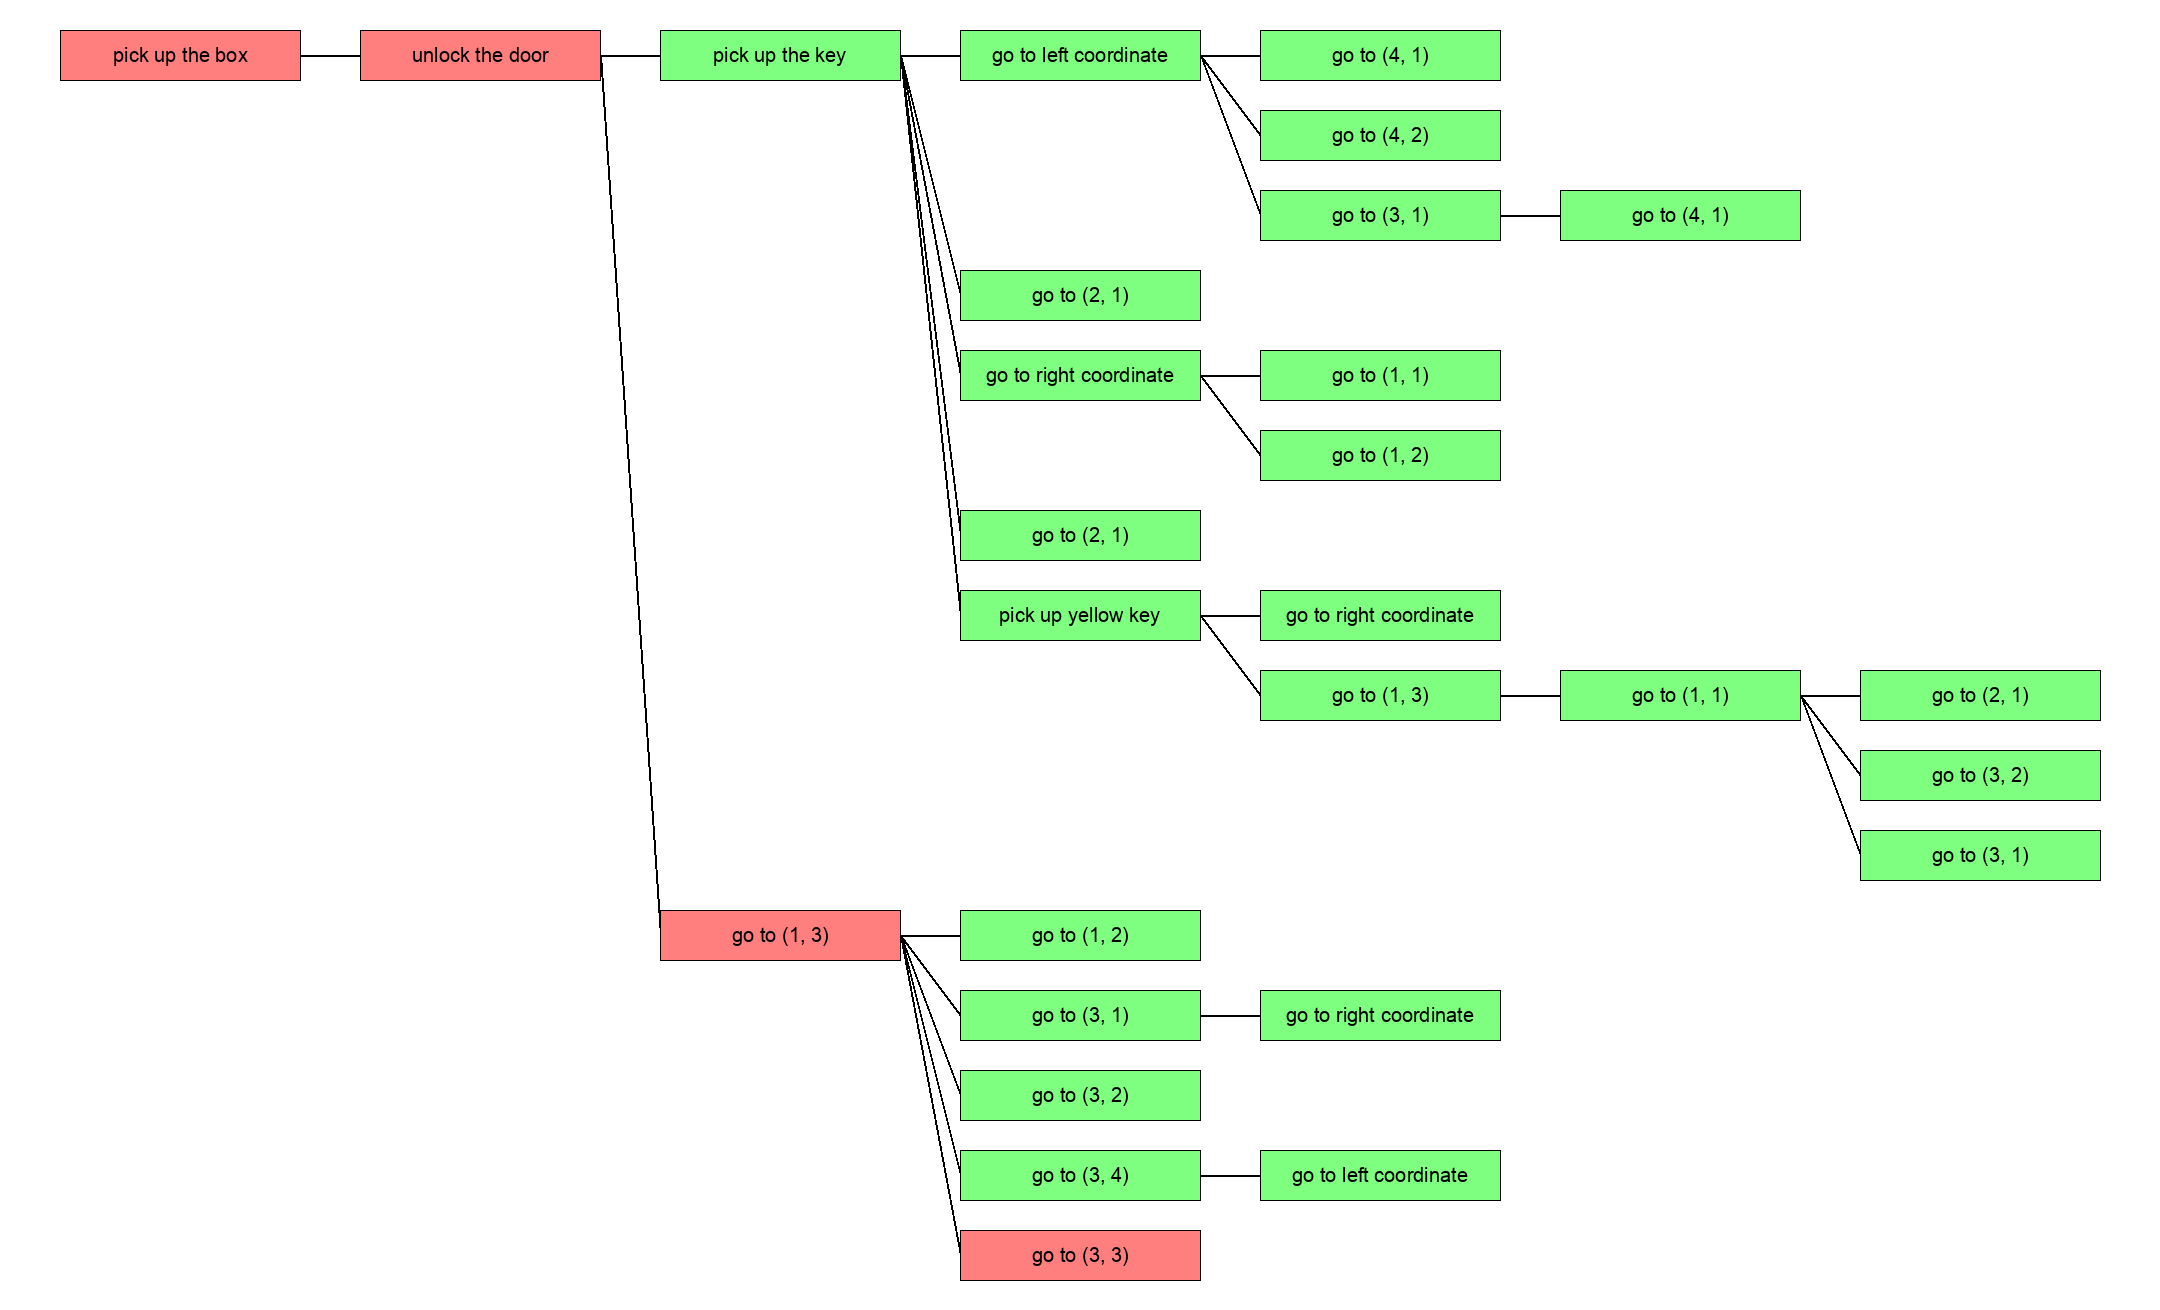 pick up the box
unlock the door
pick up the key
go to left coordinate
go to (4, 1)
go to (4, 2)
go to (3, 1)
go to (4, 1)
go to (2, 1)
go to right coordinate
go to (1, 1)
go to (1, 2)
go to (2, 1)
pick up yellow key
go to right coordinate
go to (1, 3)
go to (1, 1)
go to (2, 1)
go to (3, 2)
go to (3, 1)
go to (1, 3)
go to (1, 2)
go to (3, 1)
go to right coordinate
go to (3, 2)
go to (3, 4)
go to left coordinate
go to (3, 3)